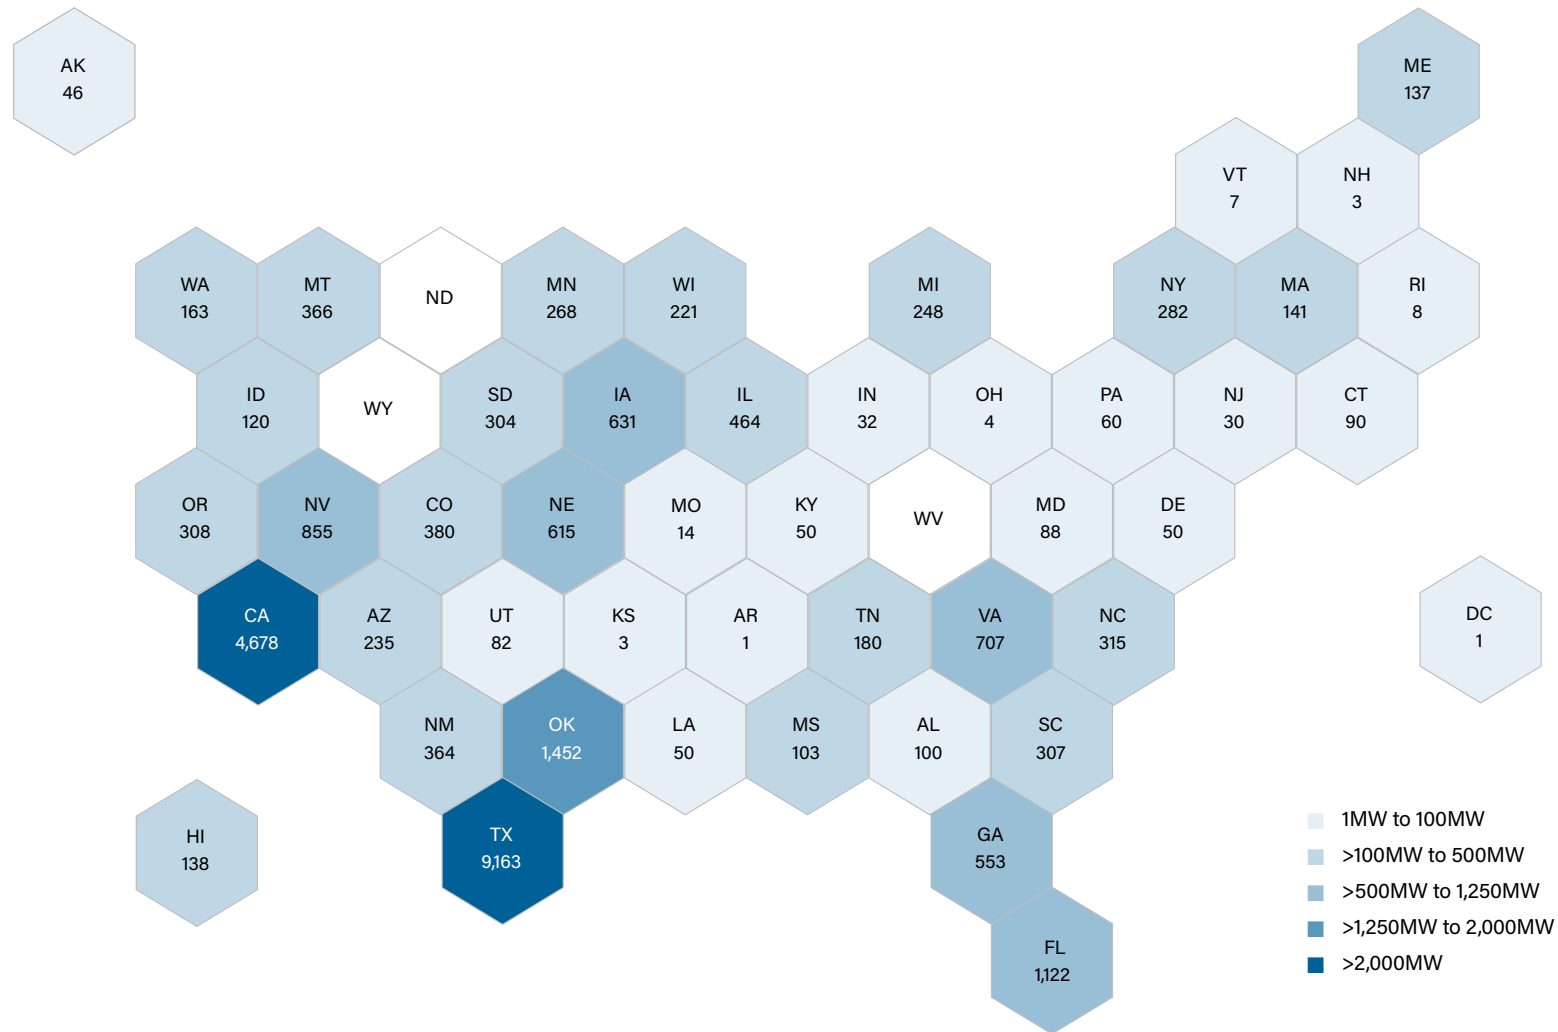 AK
46
ME
137
VT
7
NH
3
WA
163
MT
366
ND
MN
268
WI
221
MI
248
NY
282
MA
141
RI
8
ID
120
WY
SD
304
IA
631
IL
464
IN
32
OH
4
PA
60
NJ
30
CT
90
OR
308
NV
855
CO
380
NE
615
MO
14
KY
50
WV
MD
88
DE
50
CA
4,678
AZ
235
UT
82
KS
3
AR
1
TN
180
VA
707
NC
315
DC
1
NM
364
OK
1,452
LA
50
MS
103
AL
100
SC
307
HI
138
TX
9,163
GA
553
FL
1,122
1MW to 100MW
>100MW to 500MW
>500MW to 1,250MW
>1,250MW to 2,000MW
>2,000MW